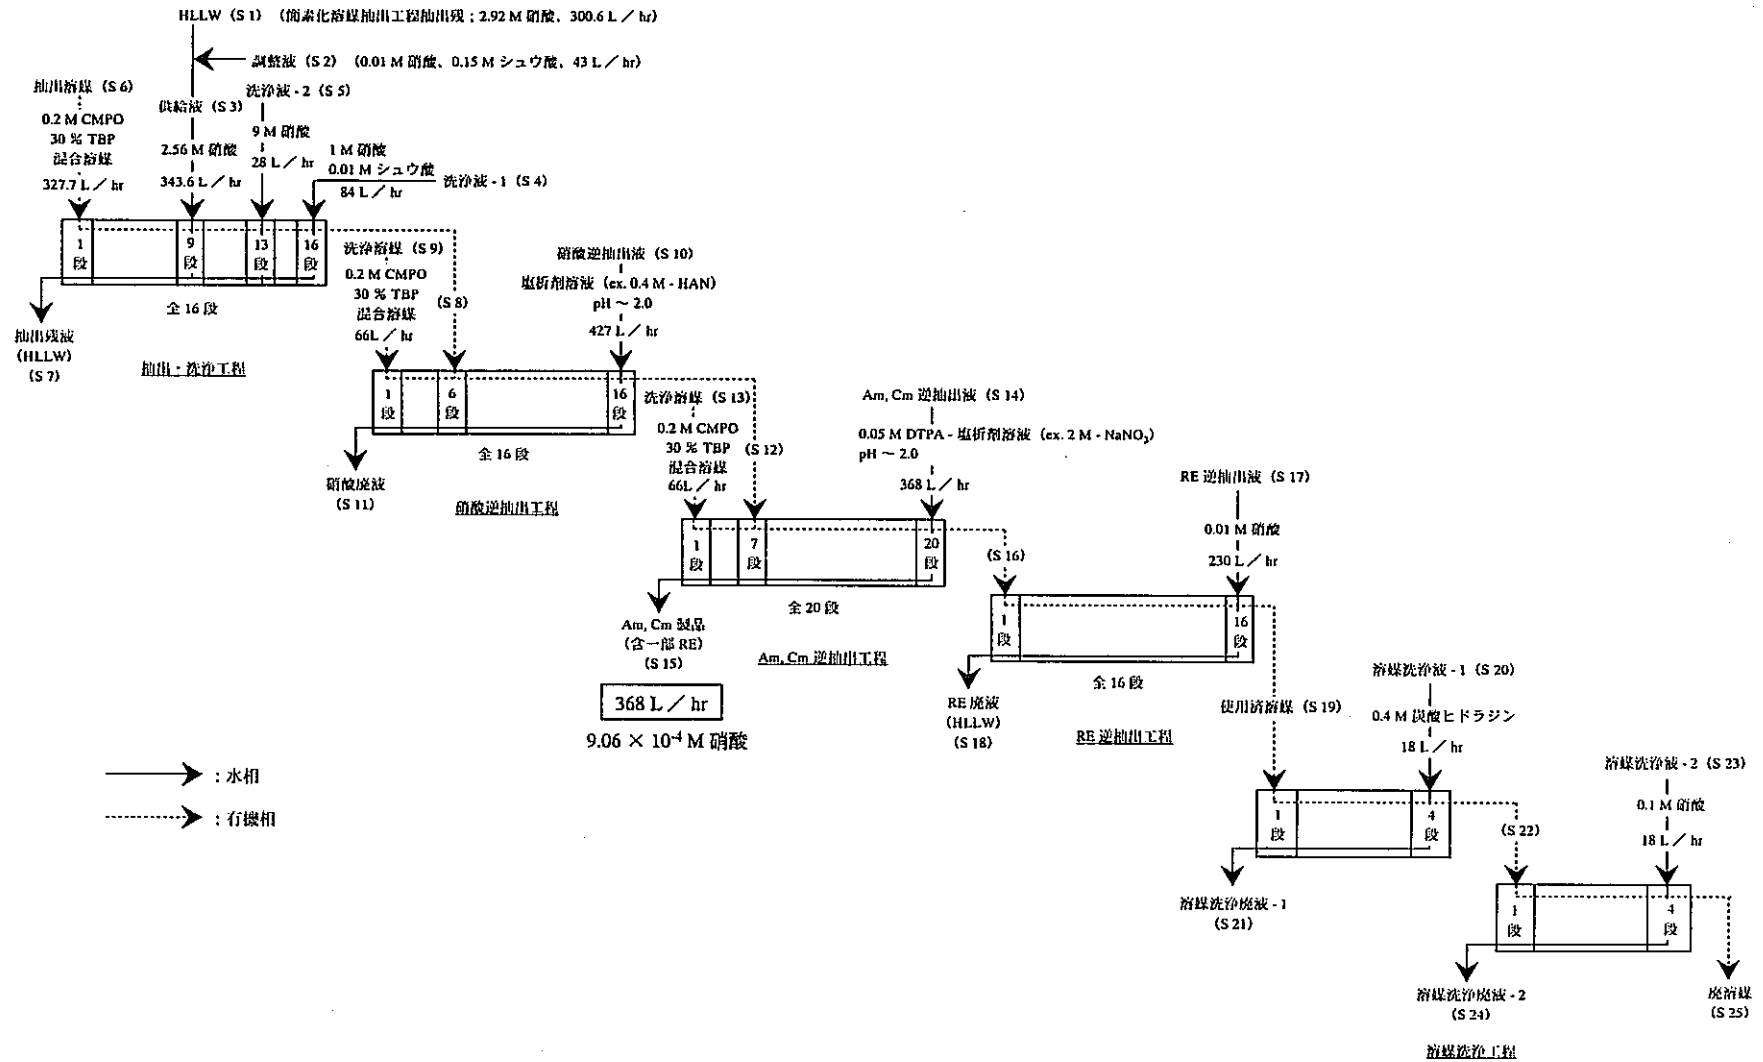 HLLW (S 1) (簡素化溶媒抽出工程抽出残 ; 2.92 M 硝酸、300.6 L / hr)
調整液 (S 2) (0.01 M 硝酸、0.15 M シュウ酸、43 L / hr)
抽出溶媒 (S 6)
0.2 M CMPO
30 % TBP
混合溶媒
327.7 L / hr
供給液 (S 3)
2.56 M 硝酸
343.6 L / hr
洗浄液 - 2 (S 5)
9 M 硝酸
28 L / hr
1 M 硝酸
0.01 M シュウ酸
84 L / hr
洗浄液 - 1 (S 4)
1 段
9 段
13 段
16 段
全 16 段
抽出残液
(HLLW)
(S 7)
抽出・洗浄工程
洗浄溶媒 (S 9)
0.2 M CMPO
30 % TBP
混合溶媒
66L / hr
(S 8)
硝酸逆抽出液 (S 10)
塩析剤溶液 (ex. 0.4 M - HAN)
pH ~ 2.0
427 L / hr
1 段
6 段
16 段
全 16 段
硝酸廃液
(S 11)
硝酸逆抽出工程
洗浄溶媒 (S 13)
0.2 M CMPO
30 % TBP
混合溶媒
66L / hr
(S 12)
Am, Cm 逆抽出液 (S 14)
0.05 M DTPA - 塩析剤溶液 (ex. 2 M - NaNO₃)
pH ~ 2.0
368 L / hr
1 段
7 段
20 段
全 20 段
Am, Cm 製品
(含一部 RE)
(S 15)
368 L / hr
9.06 × 10⁻⁴ M 硝酸
Am, Cm 逆抽出工程
(S 16)
RE 逆抽出液 (S 17)
0.01 M 硝酸
230 L / hr
1 段
16 段
全 16 段
RE 廃液
(HLLW)
(S 18)
RE 逆抽出工程
使用済溶媒 (S 19)
溶媒洗浄液 - 1 (S 20)
0.4 M 炭酸ヒドラジン
18 L / hr
1 段
4 段
溶媒洗浄廃液 - 1
(S 21)
(S 22)
溶媒洗浄液 - 2 (S 23)
0.1 M 硝酸
18 L / hr
1 段
4 段
溶媒洗浄廃液 - 2
(S 24)
廃溶媒
(S 25)
溶媒洗浄工程
: 水相
: 有機相